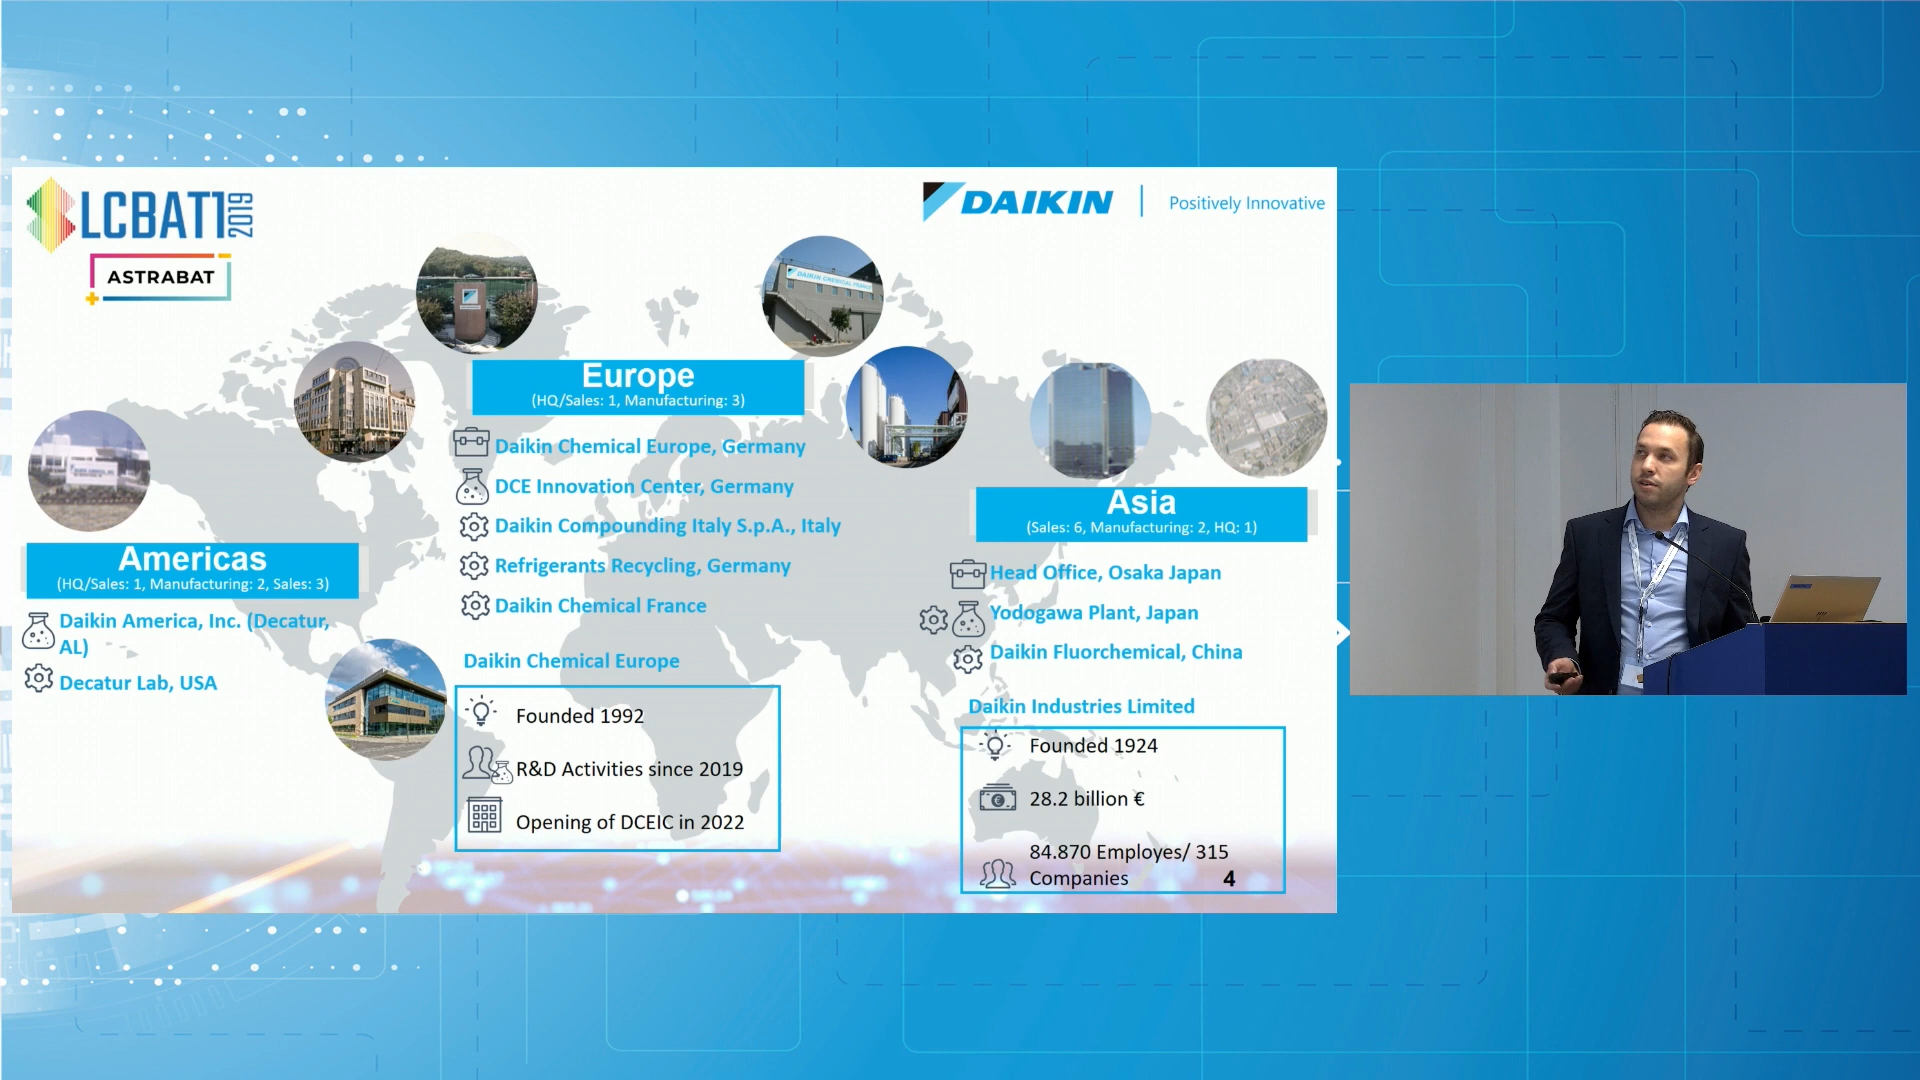 LCBAT1 2019
ASTRABAT
DAIKIN
Positively Innovative
DAIKIN CHEMICAL FRANCE
Europe
(HQ/Sales: 1, Manufacturing: 3)
Daikin Chemical Europe, Germany
DCE Innovation Center, Germany
Daikin Compounding Italy S.p.A., Italy
Refrigerants Recycling, Germany
Daikin Chemical France
Daikin Chemical Europe
Founded 1992
R&D Activities since 2019
Opening of DCEIC in 2022
Americas
(HQ/Sales: 1, Manufacturing: 2, Sales: 3)
Daikin America, Inc. (Decatur,
AL)
Decatur Lab, USA
Asia
(Sales: 6, Manufacturing: 2, HQ: 1)
Head Office, Osaka Japan
Yodogawa Plant, Japan
Daikin Fluorchemical, China
Daikin Industries Limited
Founded 1924
28.2 billion €
84.870 Employes/ 315
Companies
4